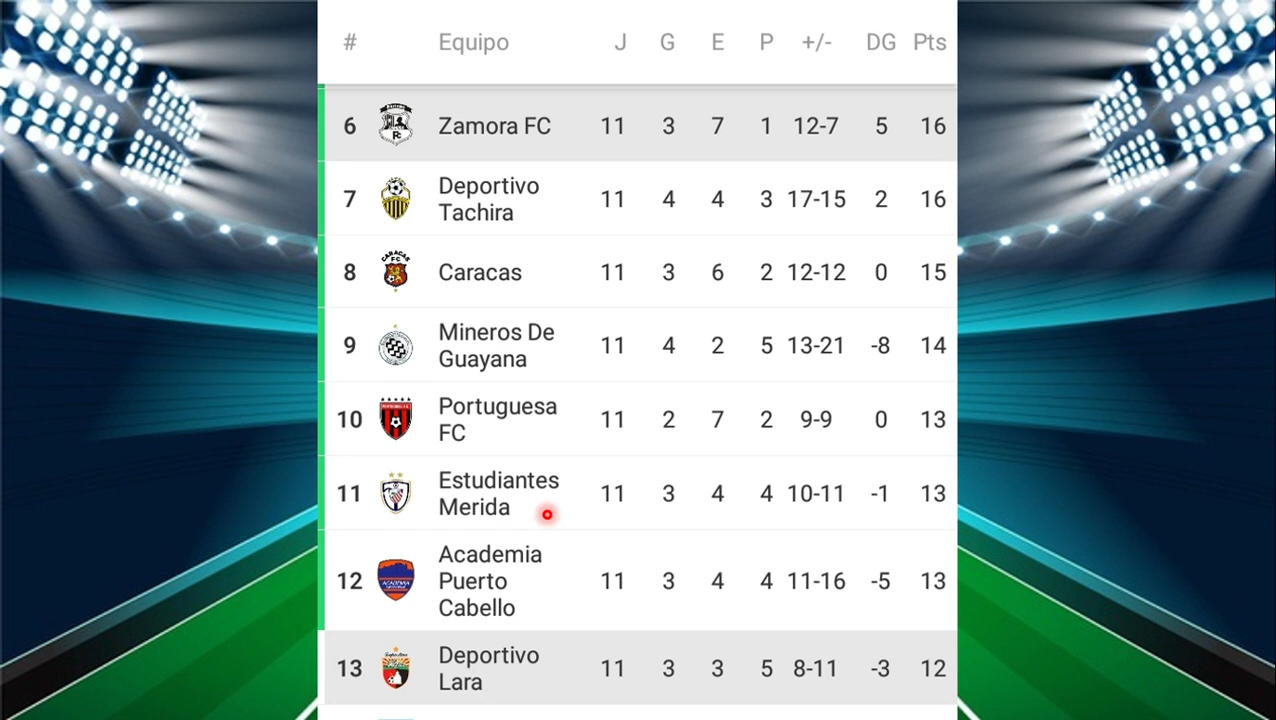 # Equipo J G E P +/- DG Pts
6 Zamora FC 11 3 7 1 12-7 5 16
7 Deportivo Tachira 11 4 4 3 17-15 2 16
8 Caracas 11 3 6 2 12-12 0 15
9 Mineros De Guayana 11 4 2 5 13-21 -8 14
10 Portuguesa FC 11 2 7 2 9-9 0 13
11 Estudiantes Merida 11 3 4 4 10-11 -1 13
12 Academia Puerto Cabello 11 3 4 4 11-16 -5 13
13 Deportivo Lara 11 3 3 5 8-11 -3 12